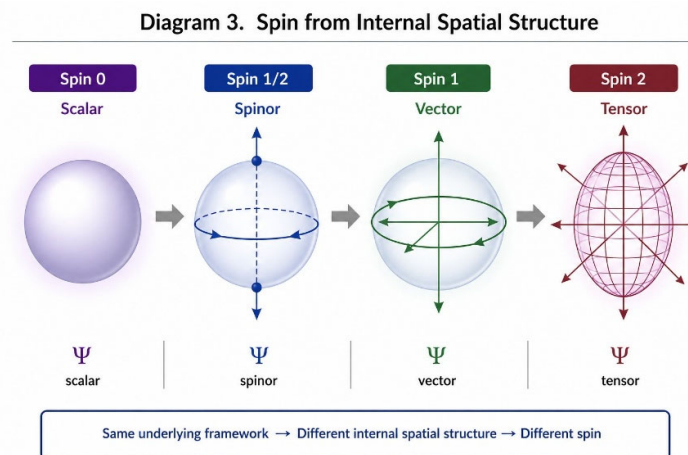 Diagram 3. Spin from Internal Spatial Structure
Spin 0
Spin 1/2
Spin 1
Spin 2
Scalar
Spinor
Vector
Tensor
Ψ
Ψ
Ψ
Ψ
scalar
spinor
vector
tensor
Same underlying framework → Different internal spatial structure → Different spin